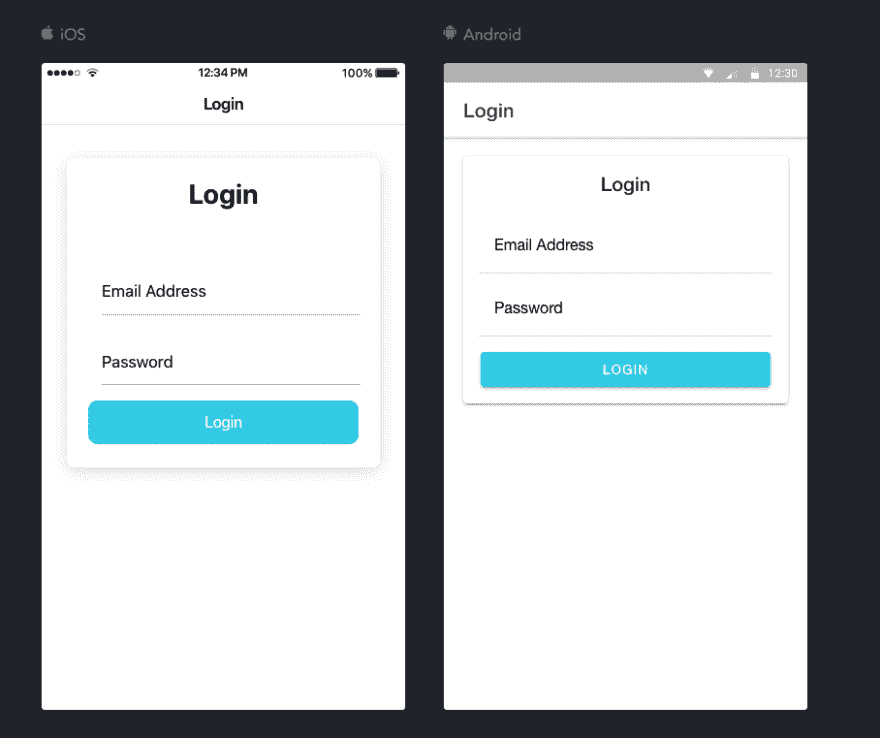 iOS
12:34 PM 100%
Login
Login
Email Address
Password
Login
Android
12:30
Login
Login
Email Address
Password
LOGIN